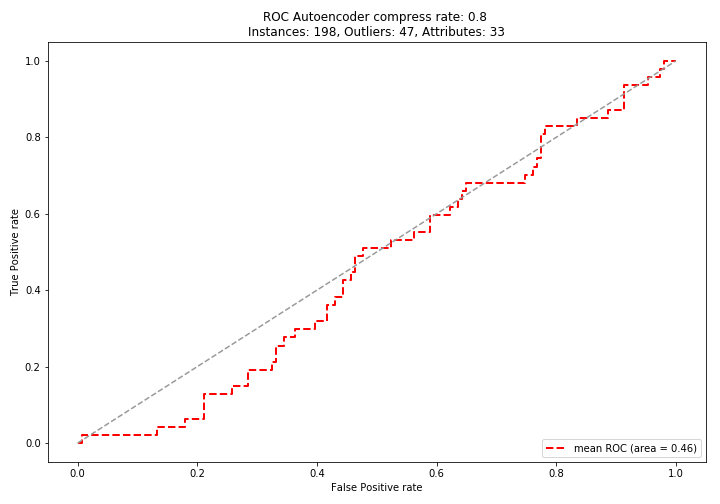 ROC Autoencoder compress rate: 0.8
Instances: 198, Outliers: 47, Attributes: 33
True Positive rate
1.0
0.8
0.6
0.4
0.2
0.0
mean ROC (area = 0.46)
0.0 0.2 0.4 0.6 0.8 1.0
False Positive rate